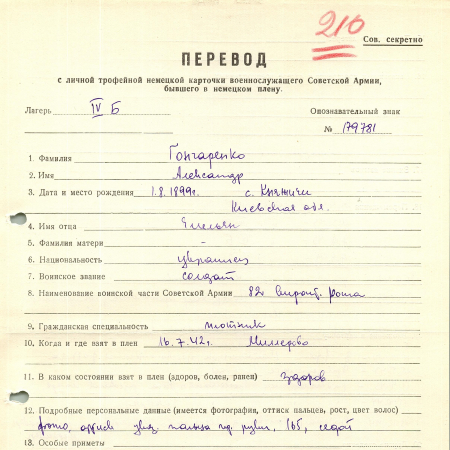 210
Сов. секретно
ПЕРЕВОД
с личной трофейной немецкой карточки военнослужащего Советской Армии,
бывшего в немецком плену.
Лагерь IV Б Опознавательный знак
№ 179781
1. Фамилия Гончаренко
2. Имя Александр
3. Дата и место рождения 1.8.1899г. с. Княжичи
Киевская обл.
4. Имя отца Емельян
5. Фамилия матери -
6. Национальность украинец
7. Воинское звание солдат
8. Наименование воинской части Советской Армии 82 рота
9. Гражданская специальность плотник
10. Когда и где взят в плен 16.7.42г. Миллерово
11. В каком состоянии взят в плен (здоров, болен, ранен) здоров
12. Подробные персональные данные (имеется фотография, оттиск пальцев, рост, цвет волос)
фото, оттиск указ. пальца пр. руки, 165, седой
13. Особые приметы